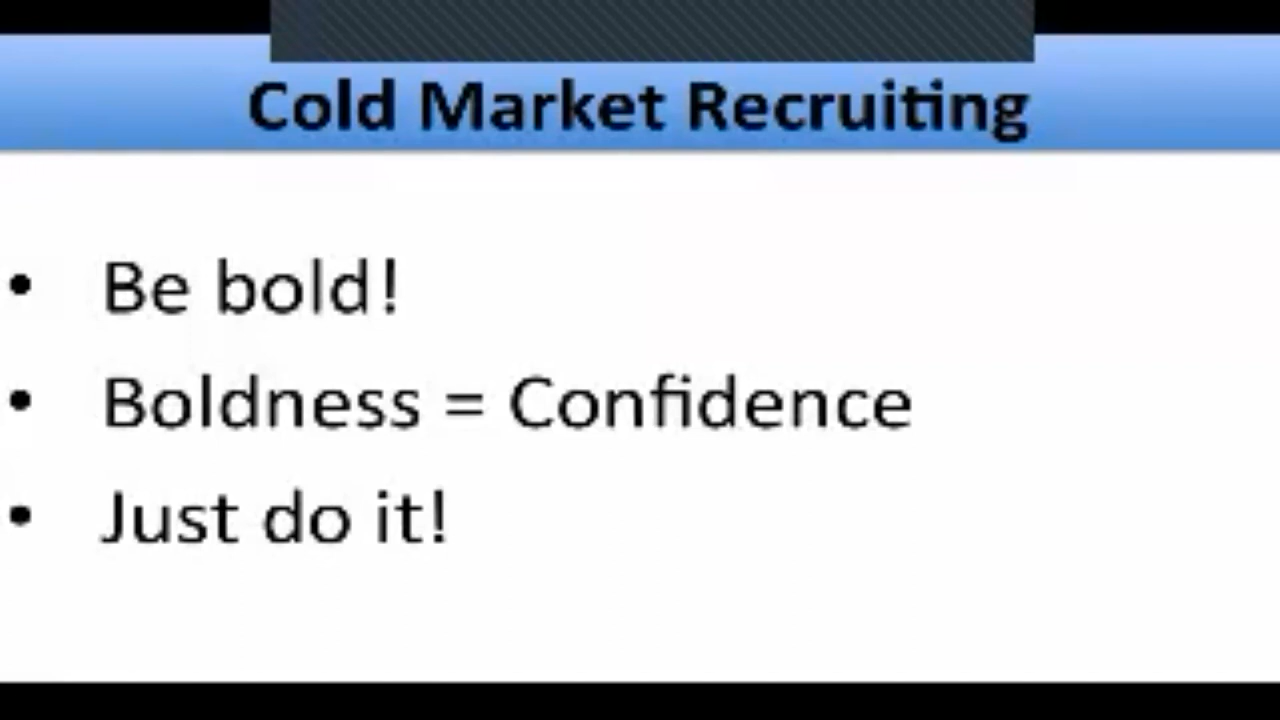 Cold Market Recruiting
• Be bold!
• Boldness = Confidence
• Just do it!